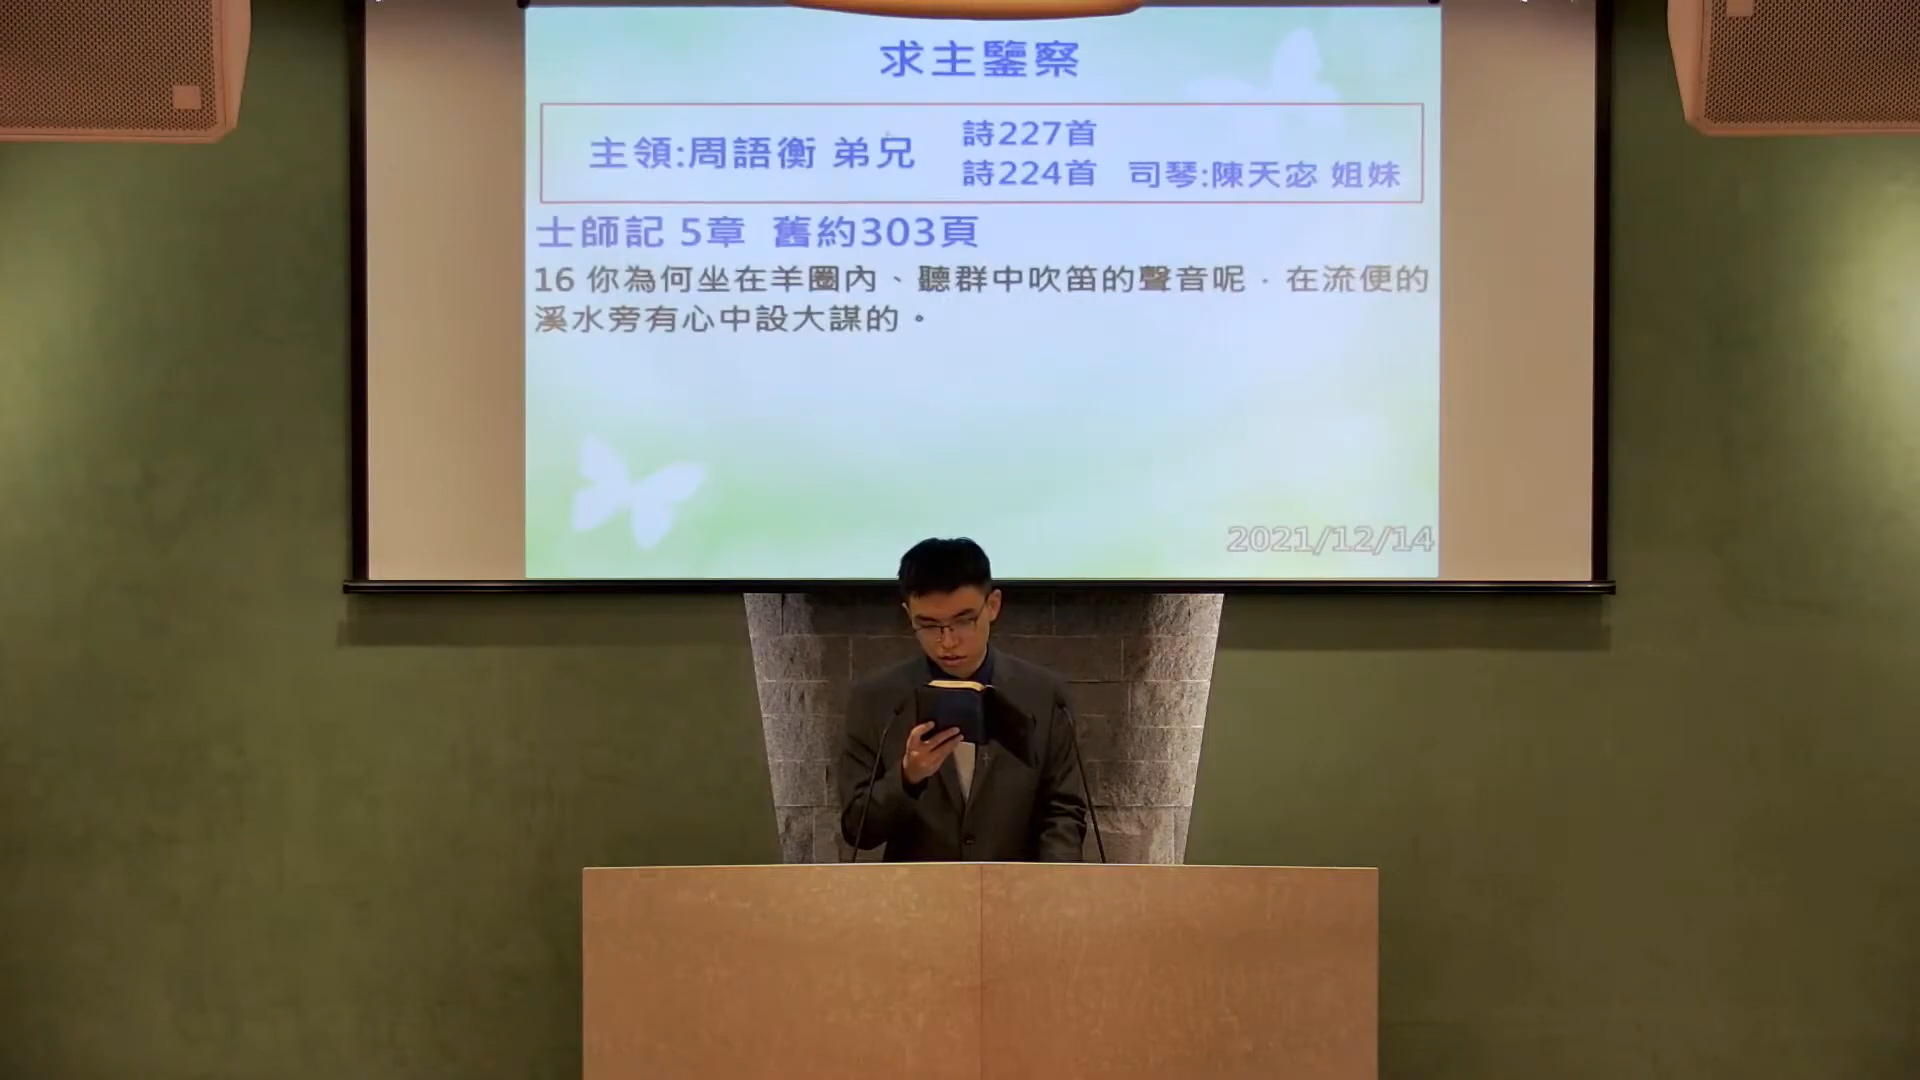 求主鑒察
主領:周語衡 弟兄
詩227首
詩224首 司琴:陳天宓 姐妹
士師記 5章 舊約303頁
16 你為何坐在羊圈內、聽群中吹笛的聲音呢．在流便的
溪水旁有心中設大謀的。
2021/12/14